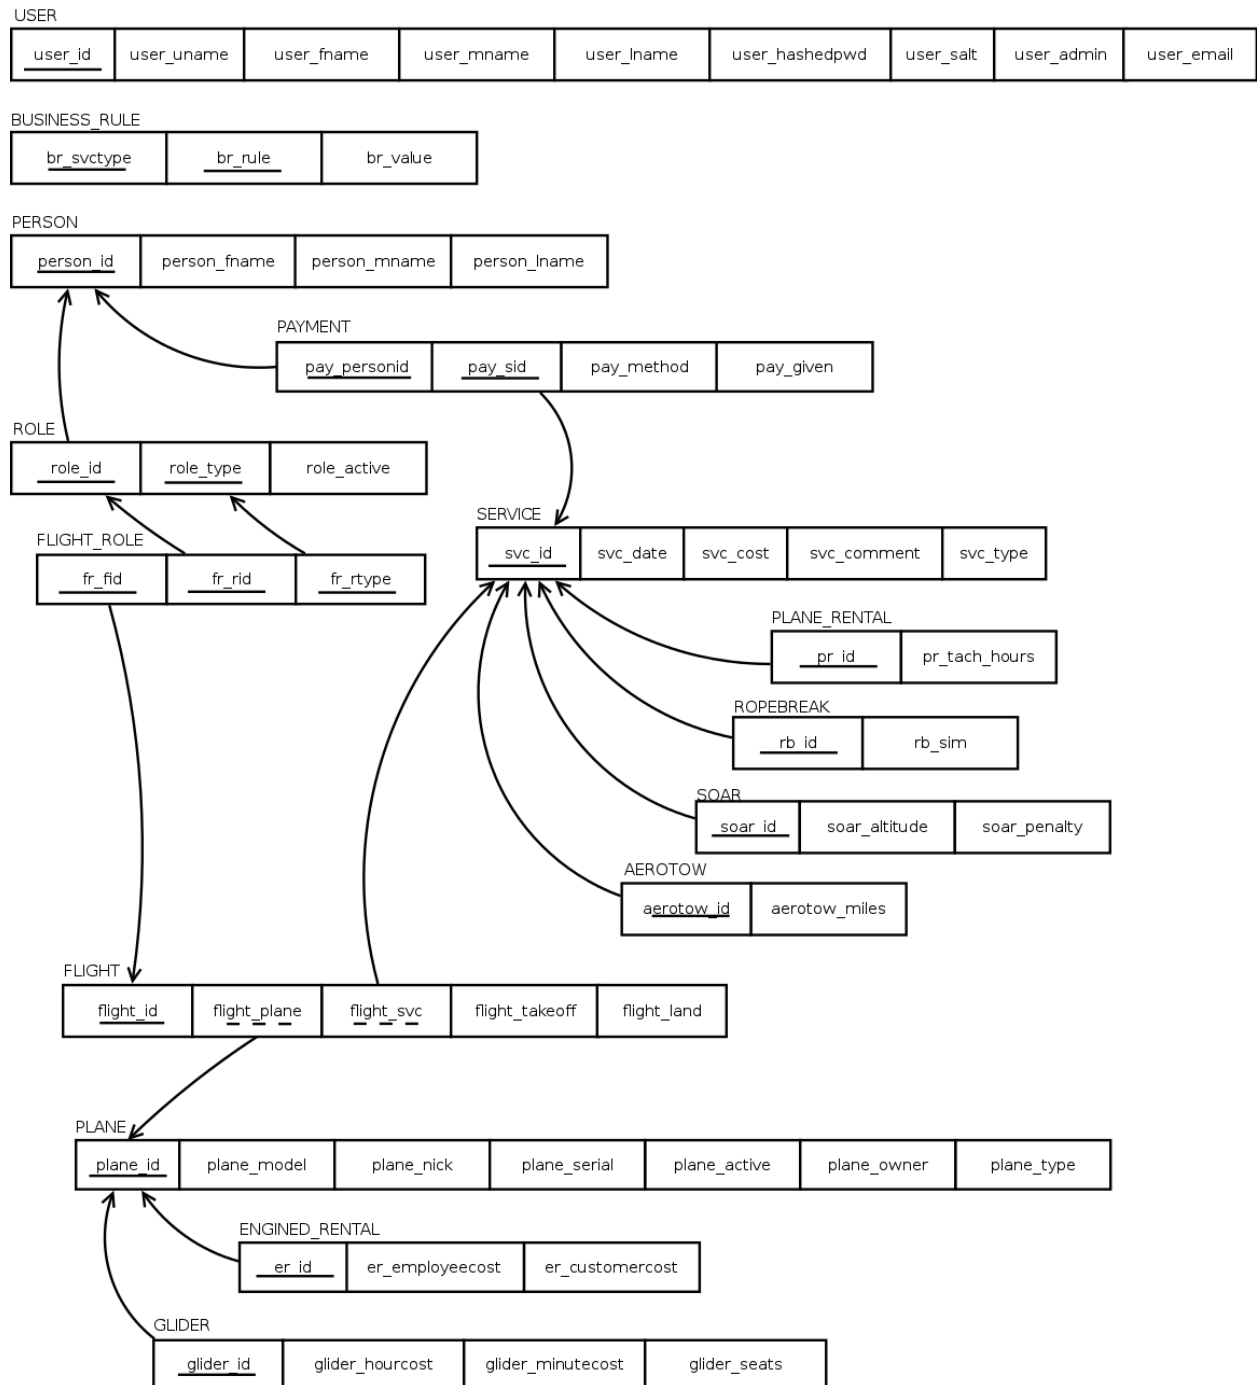 USER
user_id user_uname user_fname user_mname user_lname user_hashedpwd user_salt user_admin user_email
BUSINESS_RULE
br_svctype br_rule br_value
PERSON
person_id person_fname person_mname person_lname
PAYMENT
pay_personid pay_sid pay_method pay_given
ROLE
role_id role_type role_active
SERVICE
svc_id svc_date svc_cost svc_comment svc_type
FLIGHT_ROLE
fr_fid fr_rid fr_rtype
PLANE_RENTAL
pr_id pr_tach_hours
ROPEBREAK
rb_id rb_sim
SOAR
soar_id soar_altitude soar_penalty
AEROTOW
aerotow_id aerotow_miles
FLIGHT
flight_id flight_plane flight_svc flight_takeoff flight_land
PLANE
plane_id plane_model plane_nick plane_serial plane_active plane_owner plane_type
ENGINED_RENTAL
er_id er_employeecost er_customercost
GLIDER
glider_id glider_hourcost glider_minutecost glider_seats